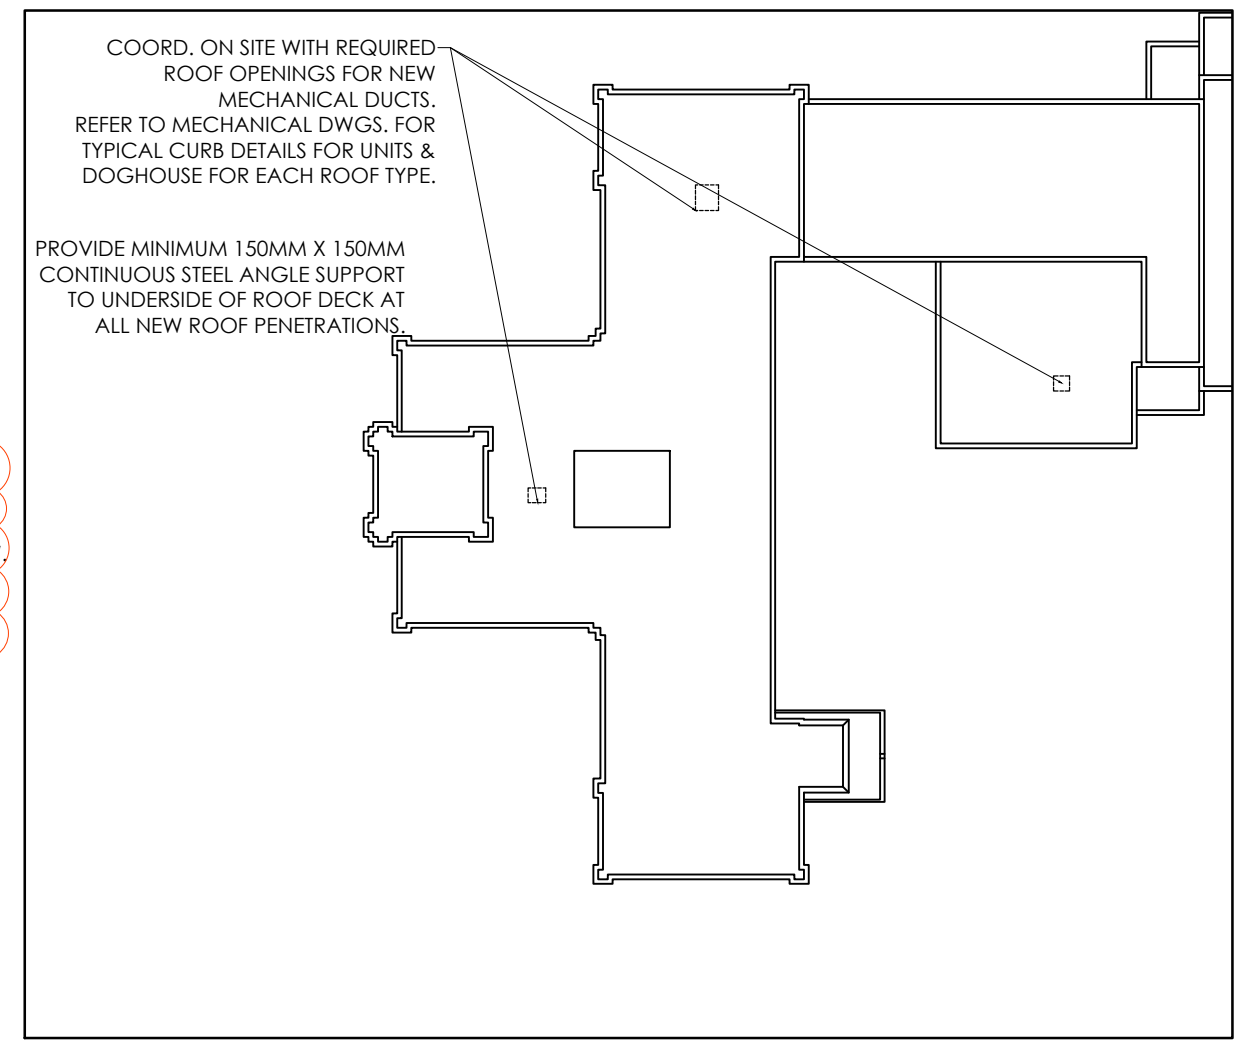 COORD. ON SITE WITH REQUIRED
ROOF OPENINGS FOR NEW
MECHANICAL DUCTS.
REFER TO MECHANICAL DWGS. FOR
TYPICAL CURB DETAILS FOR UNITS &
DOGHOUSE FOR EACH ROOF TYPE.
PROVIDE MINIMUM 150MM X 150MM
CONTINUOUS STEEL ANGLE SUPPORT
TO UNDERSIDE OF ROOF DECK AT
ALL NEW ROOF PENETRATIONS.